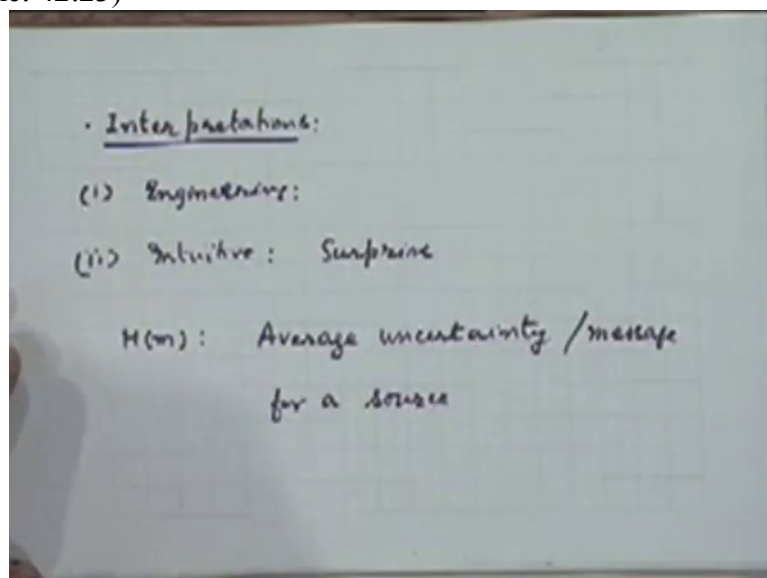 · Interpretations:
(i) Engineering:
(ii) Intuitive: Surprise
H(m): Average uncertainty/message
for a source